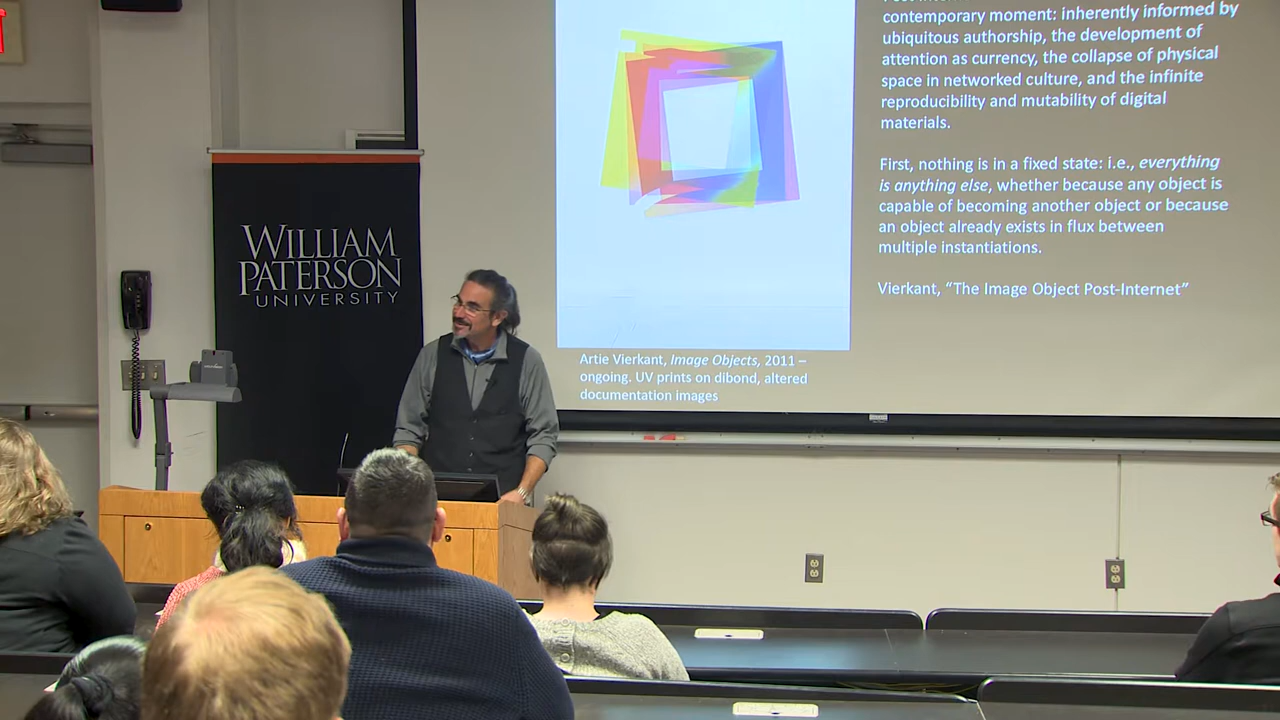 contemporary moment: inherently informed by
ubiquitous authorship, the development of
attention as currency, the collapse of physical
space in networked culture, and the infinite
reproducibility and mutability of digital
materials.
First, nothing is in a fixed state: i.e., everything
is anything else, whether because any object is
capable of becoming another object or because
an object already exists in flux between
multiple instantiations.
Vierkant, “The Image Object Post-Internet”
Artie Vierkant, Image Objects, 2011 –
ongoing. UV prints on dibond, altered
documentation images
WILLIAM
PATERSON
UNIVERSITY